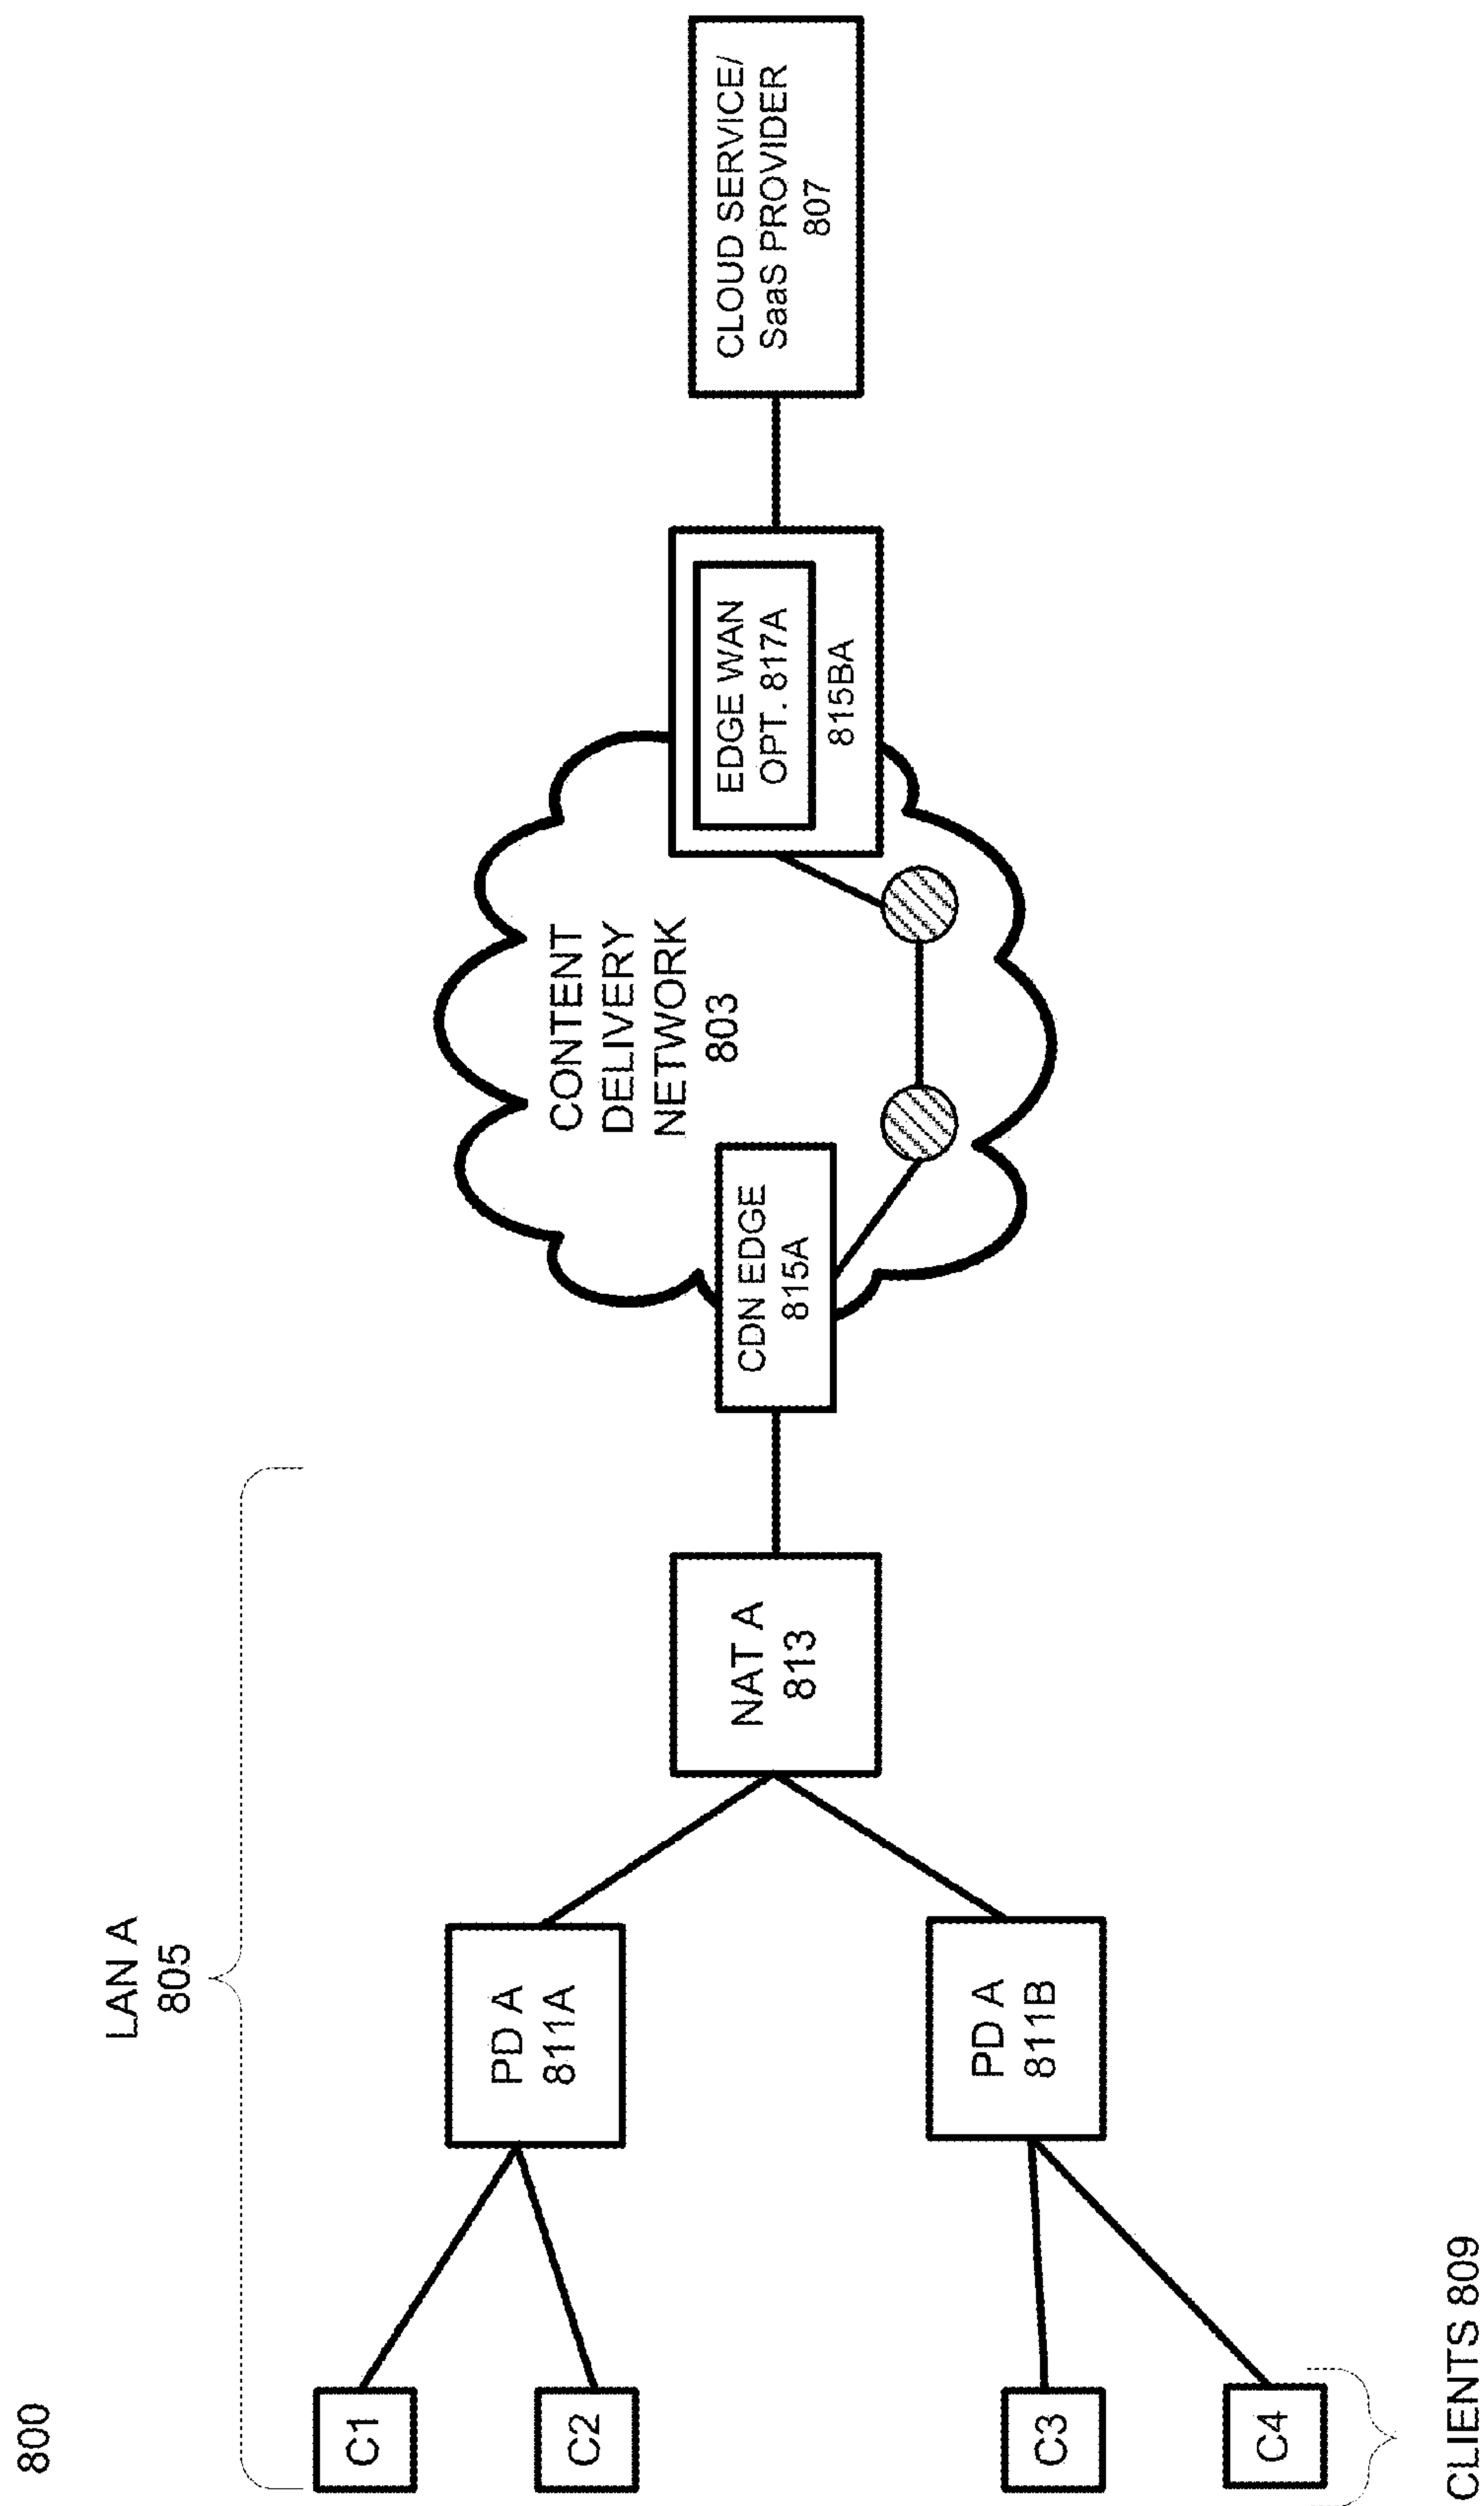 800
LAN A
805
C1
C2
C3
C4
CLIENTS 809
PD A
811A
PD A
811B
NAT A
813
CDN EDGE
815A
CONTENT
DELIVERY
NETWORK
803
EDGE WAN
OPT. 817A
815BA
CLOUD SERVICE/
SaaS PROVIDER
807